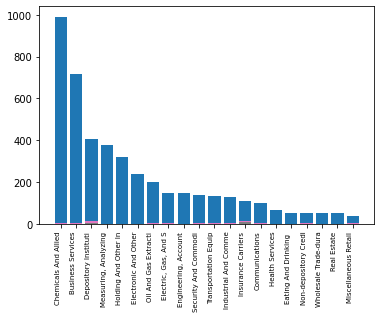 1000
800
600
400
200
0
Chemicals And Allied
Business Services
Depository Instituti
Measuring, Analyzing
Holding And Other In
Electronic And Other
Oil And Gas Extracti
Electric, Gas, And S
Engineering, Account
Security And Commodi
Transportation Equip
Industrial And Comme
Insurance Carriers
Communications
Health Services
Eating And Drinking
Non-depository Credi
Wholesale Trade-dura
Real Estate
Miscellaneous Retail